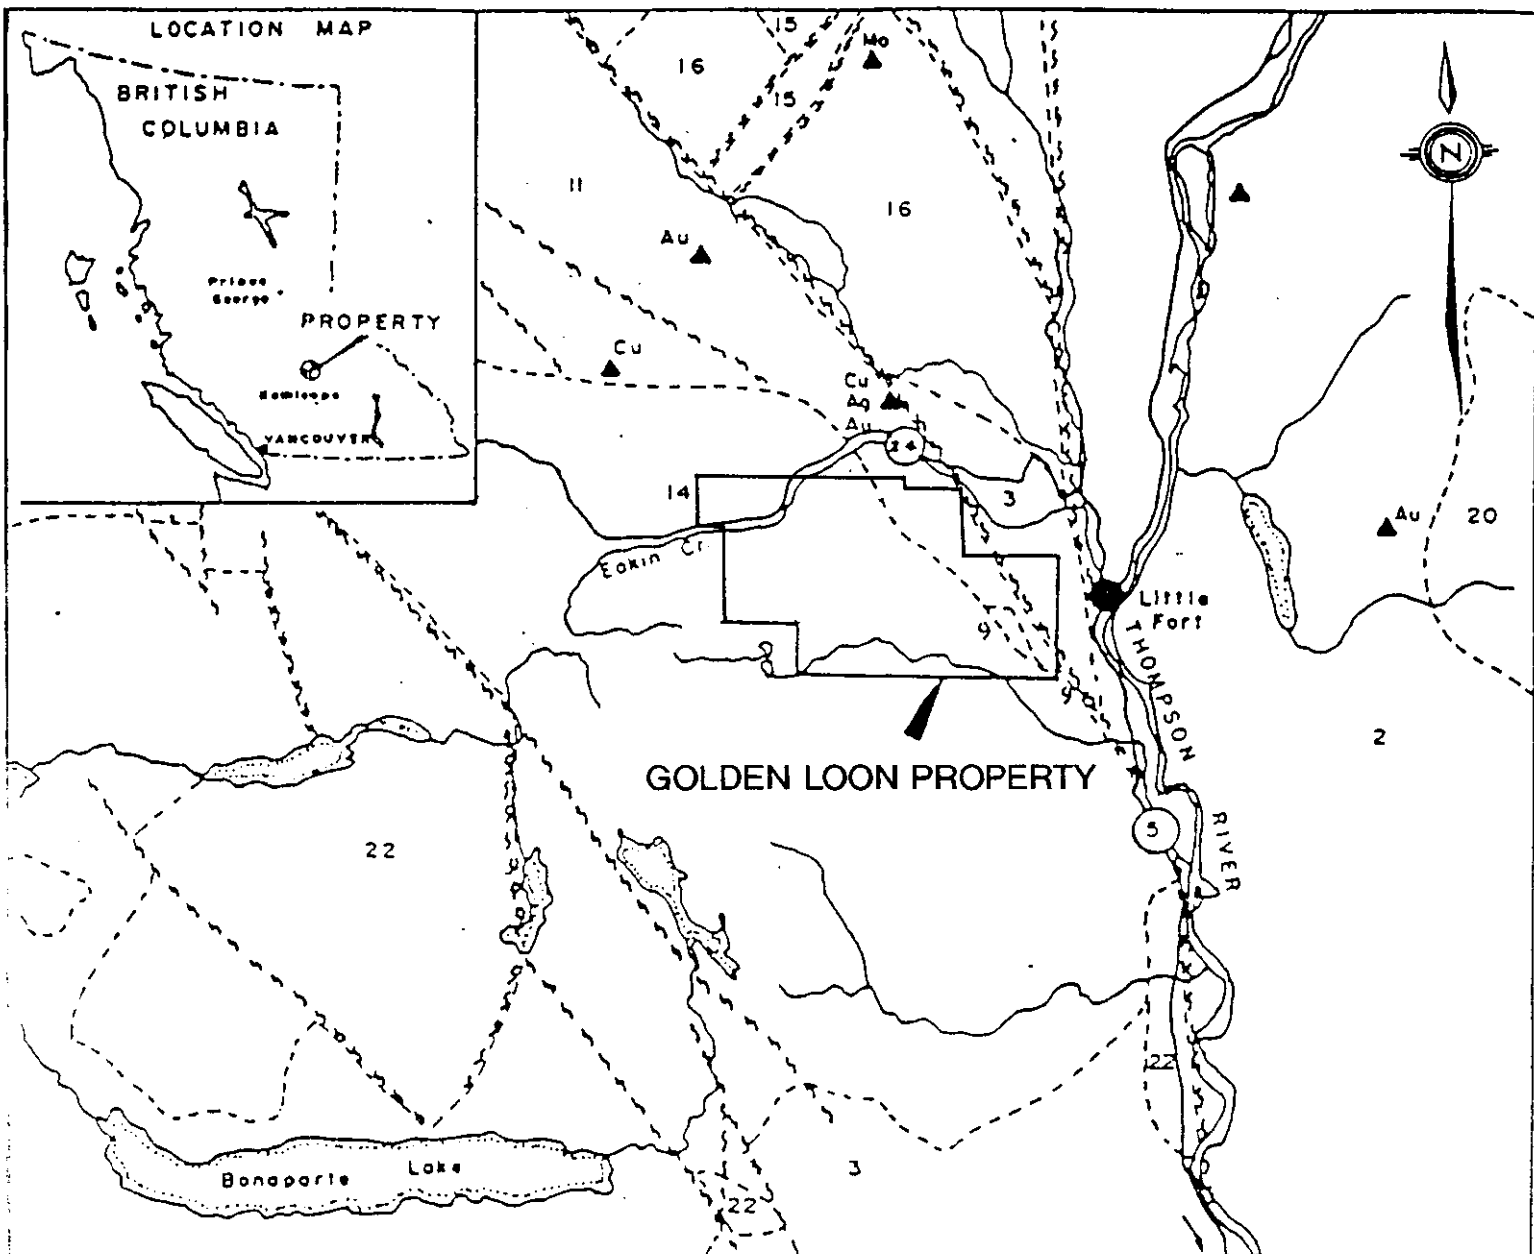 LOCATION MAP
BRITISH
COLUMBIA
Prince
George
PROPERTY
Kamloops
VANCOUVER
15
Mo
16
15
11
16
Au
Cu
Cu
Ag
Au
24
N
14
3
Au
20
Eakin Cr.
Little
Fort
9
9
THOMPSON
RIVER
2
GOLDEN LOON PROPERTY
5
22
22
3
Bonaparte Lake
22